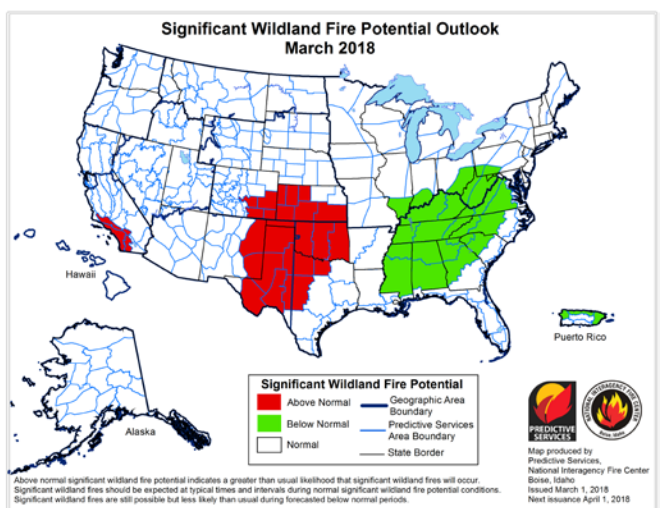 Significant Wildland Fire Potential Outlook
March 2018
Hawaii
Puerto Rico
Alaska
Significant Wildland Fire Potential
Above Normal
Below Normal
Normal
Geographic Area
Boundary
Predictive Services
Area Boundary
State Border
PREDICTIVE
SERVICES
NATIONAL INTERAGENCY FIRE CENTER
Boise, Idaho
Map produced by
Predictive Services,
National Interagency Fire Center
Boise, Idaho
Issued March 1, 2018
Next issuance April 1, 2018
Above normal significant wildland fire potential indicates a greater than usual likelihood that significant wildland fires will occur.
Significant wildland fires should be expected at typical times and intervals during normal significant wildland fire potential conditions.
Significant wildland fires are still possible but less likely than usual during forecasted below normal periods.